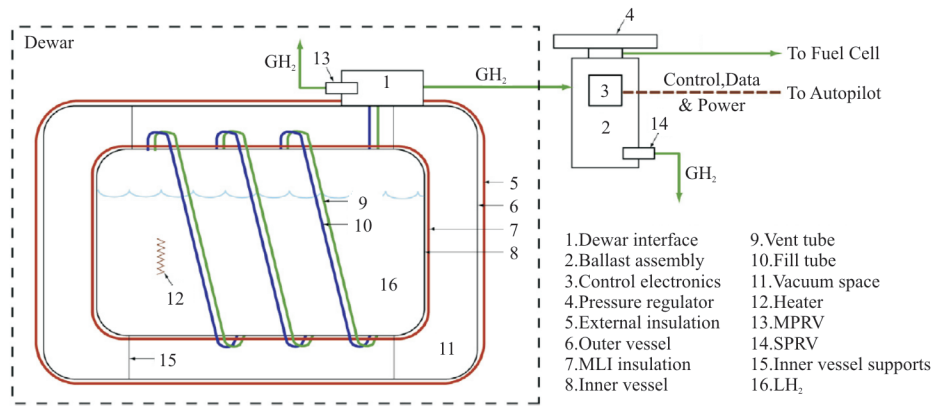 Dewar
GH₂
13
1
GH₂
4
To Fuel Cell
3
Control,Data
& Power
To Autopilot
2
14
GH₂
5
6
7
8
9
10
12
16
15
11
1.Dewar interface
2.Ballast assembly
3.Control electronics
4.Pressure regulator
5.External insulation
6.Outer vessel
7.MLI insulation
8.Inner vessel
9.Vent tube
10.Fill tube
11.Vacuum space
12.Heater
13.MPRV
14.SPRV
15.Inner vessel supports
16.LH₂